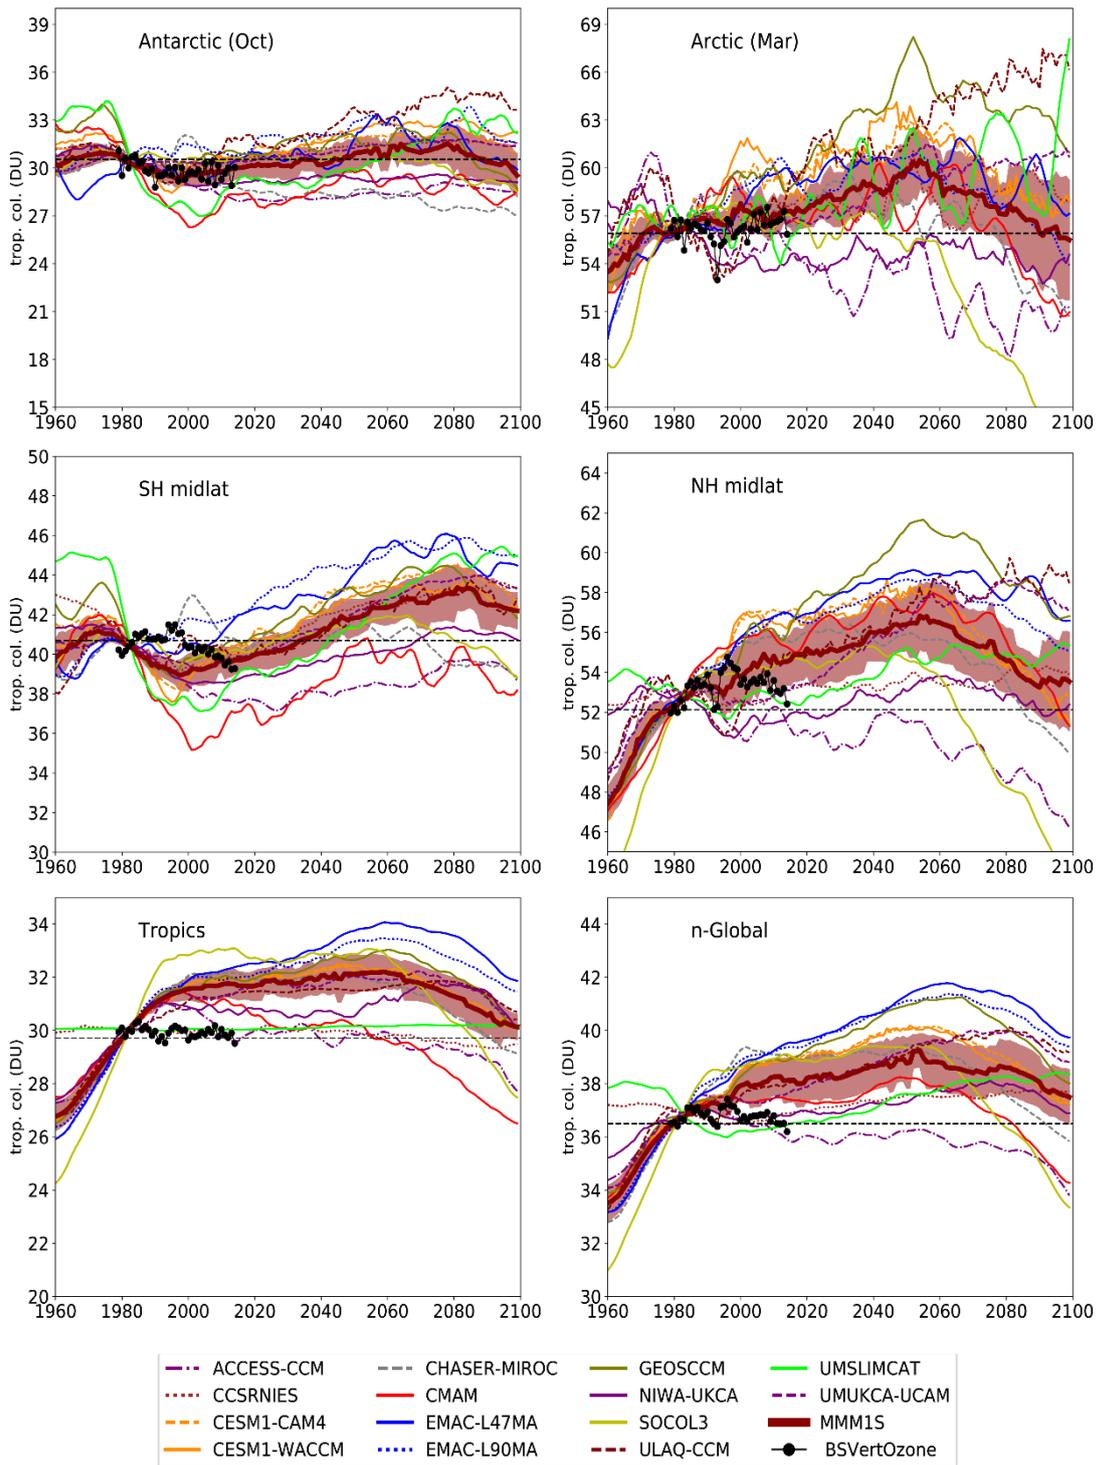 Antarctic (Oct)
trop. col. (DU)
39
36
33
30
27
24
21
18
15
1960 1980 2000 2020 2040 2060 2080 2100
Arctic (Mar)
trop. col. (DU)
69
66
63
60
57
54
51
48
45
1960 1980 2000 2020 2040 2060 2080 2100
SH midlat
trop. col. (DU)
50
48
46
44
42
40
38
36
34
32
30
1960 1980 2000 2020 2040 2060 2080 2100
NH midlat
trop. col. (DU)
64
62
60
58
56
54
52
50
48
46
1960 1980 2000 2020 2040 2060 2080 2100
Tropics
trop. col. (DU)
34
32
30
28
26
24
22
20
1960 1980 2000 2020 2040 2060 2080 2100
n-Global
trop. col. (DU)
44
42
40
38
36
34
32
30
1960 1980 2000 2020 2040 2060 2080 2100
ACCESS-CCM CHASER-MIROC GEOSCCM UMSLIMCAT
CCSRNIES CMAM NIWA-UKCA UMUKCA-UCAM
CESM1-CAM4 EMAC-L47MA SOCOL3 MMM1S
CESM1-WACCM EMAC-L90MA ULAQ-CCM BSVertOzone